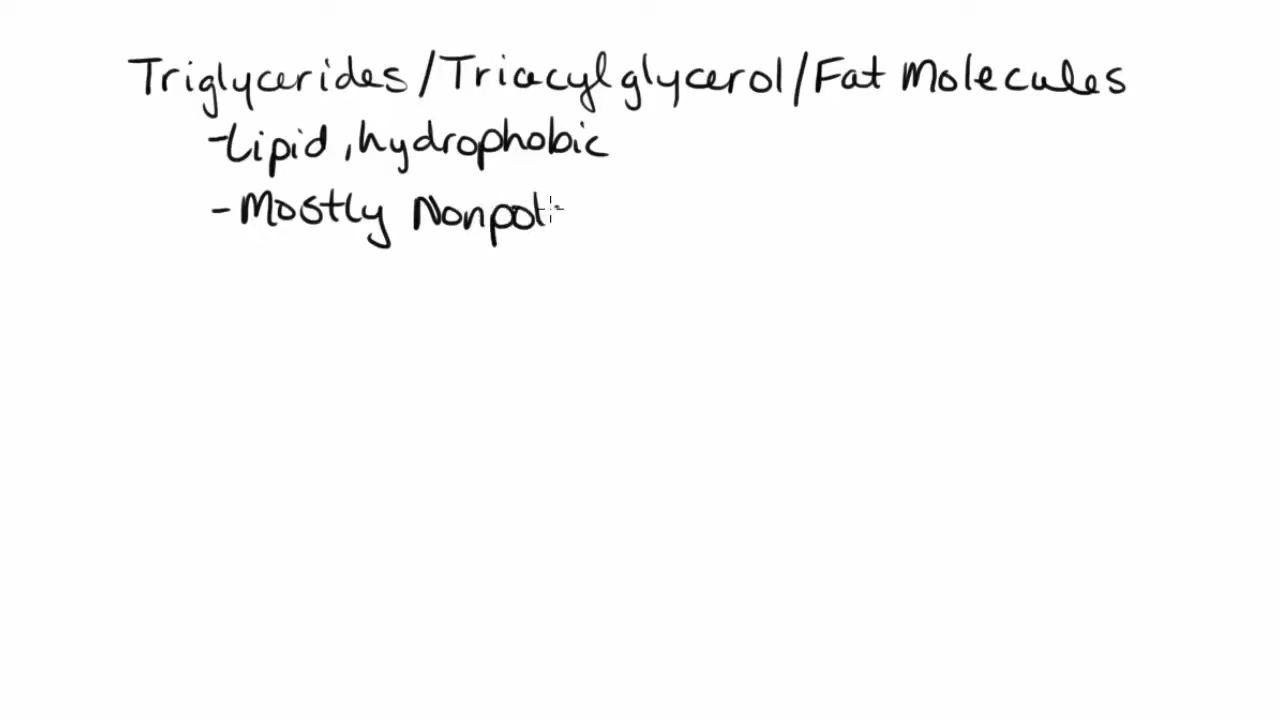 Triglycerides/Triacylglycerol/Fat Molecules
-Lipid, hydrophobic
-Mostly Nonpol